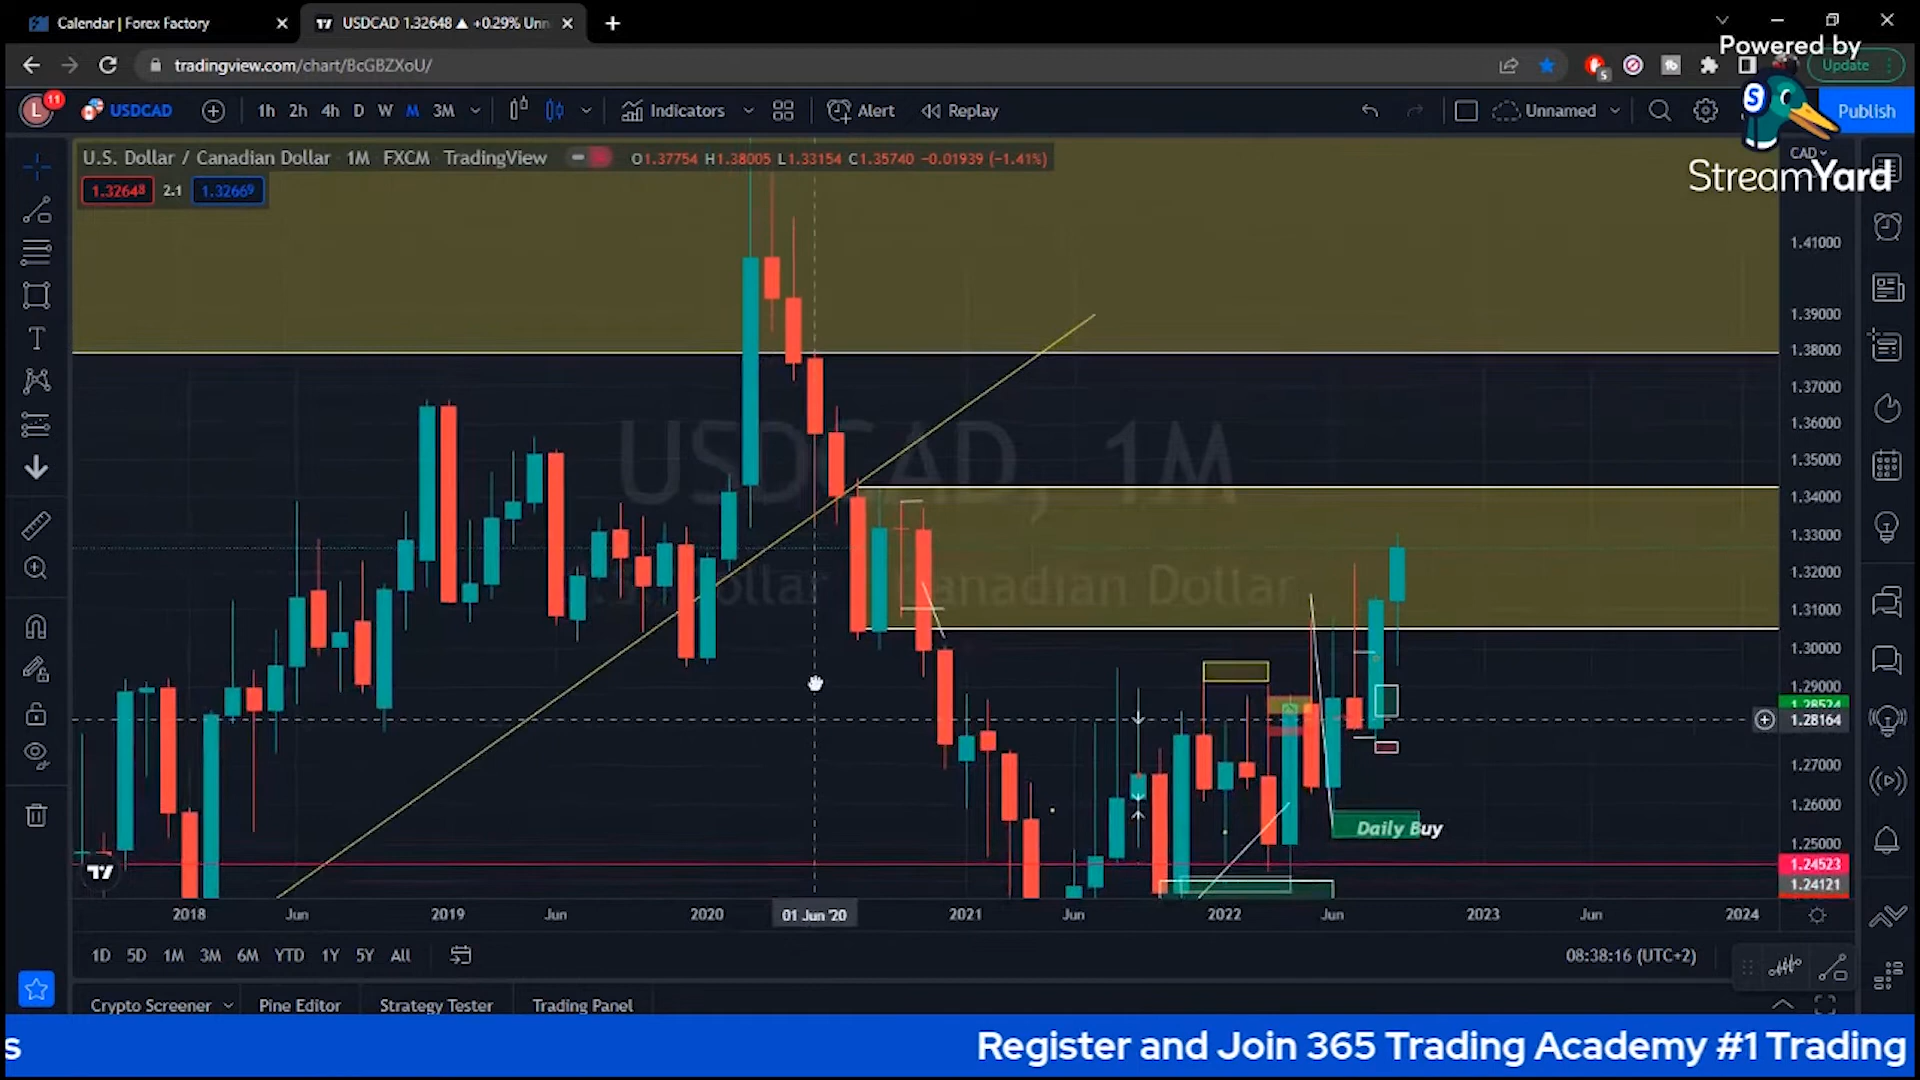 Calendar | Forex Factory
USDCAD 1.32648 ▲ +0.29% Unn
Powered by
tradingview.com/chart/BcGBZXoU/
5
Update
L
11
USDCAD
1h 2h 4h D W M 3M
Indicators
Alert
Replay
Unnamed
S
Publish
U.S. Dollar / Canadian Dollar 1M FXCM TradingView
O1.37754 H1.38005 L1.33154 C1.35740 −0.01939 (−1.41%)
CAD
StreamYard
1.32648 2.1 1.32669
1.41000
1.39000
1.38000
1.37000
1.36000
USDCAD, 1M
1.35000
1.34000
1.33000
1.32000
Dollar Canadian Dollar
1.31000
1.30000
1.29000
1.28524
1.28164
1.27000
1.26000
Daily Buy
1.25000
1.24523
1.24121
2018 Jun 2019 Jun 2020 01 Jun '20 2021 Jun 2022 Jun 2023 Jun 2024
1D 5D 1M 3M 6M YTD 1Y 5Y All
08:38:16 (UTC+2)
Crypto Screener Pine Editor Strategy Tester Trading Panel
s Register and Join 365 Trading Academy #1 Trading